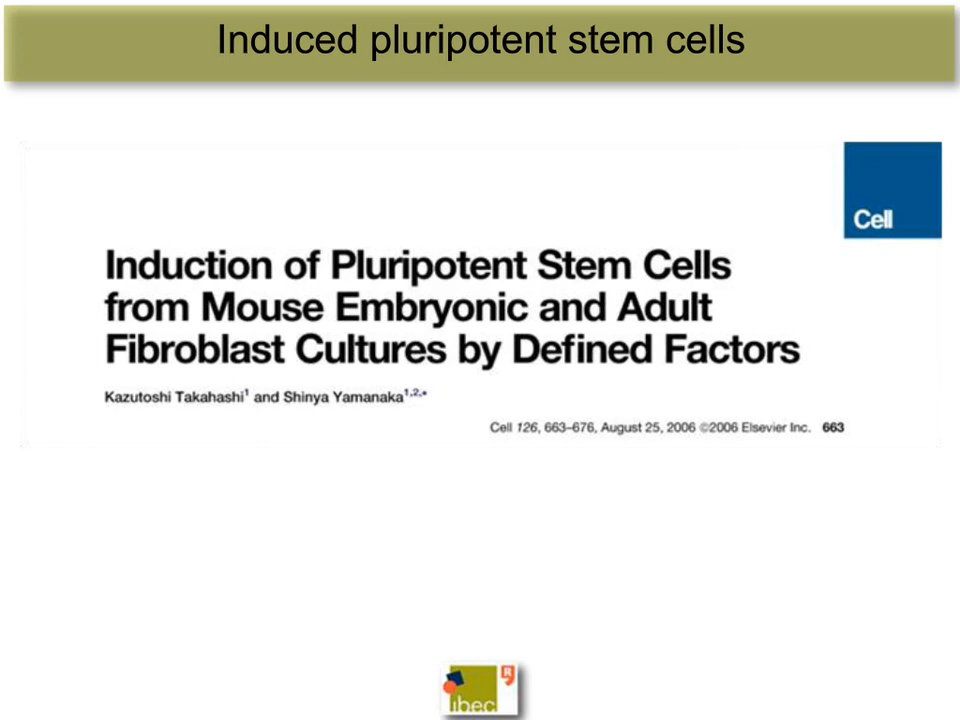 Induced pluripotent stem cells
Cell
Induction of Pluripotent Stem Cells
from Mouse Embryonic and Adult
Fibroblast Cultures by Defined Factors
Kazutoshi Takahashi¹ and Shinya Yamanaka¹,²,*
Cell 126, 663–676, August 25, 2006 ©2006 Elsevier Inc. 663
R
ibec